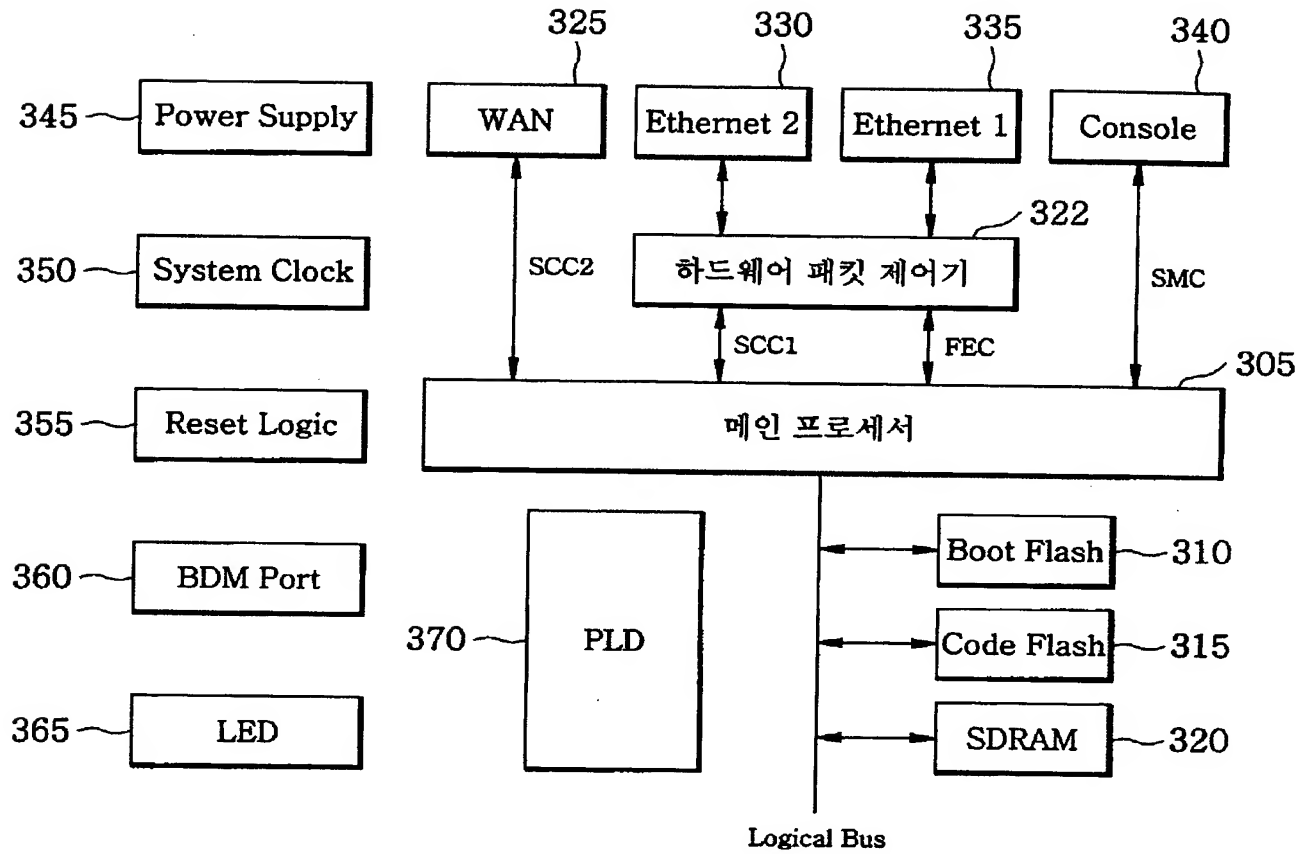 325
330
335
340
345
Power Supply
WAN
Ethernet 2
Ethernet 1
Console
322
350
System Clock
SCC2
하드웨어 패킷 제어기
SMC
SCC1
FEC
305
355
Reset Logic
메인 프로세서
360
BDM Port
Boot Flash
310
370
PLD
Code Flash
315
365
LED
SDRAM
320
Logical Bus